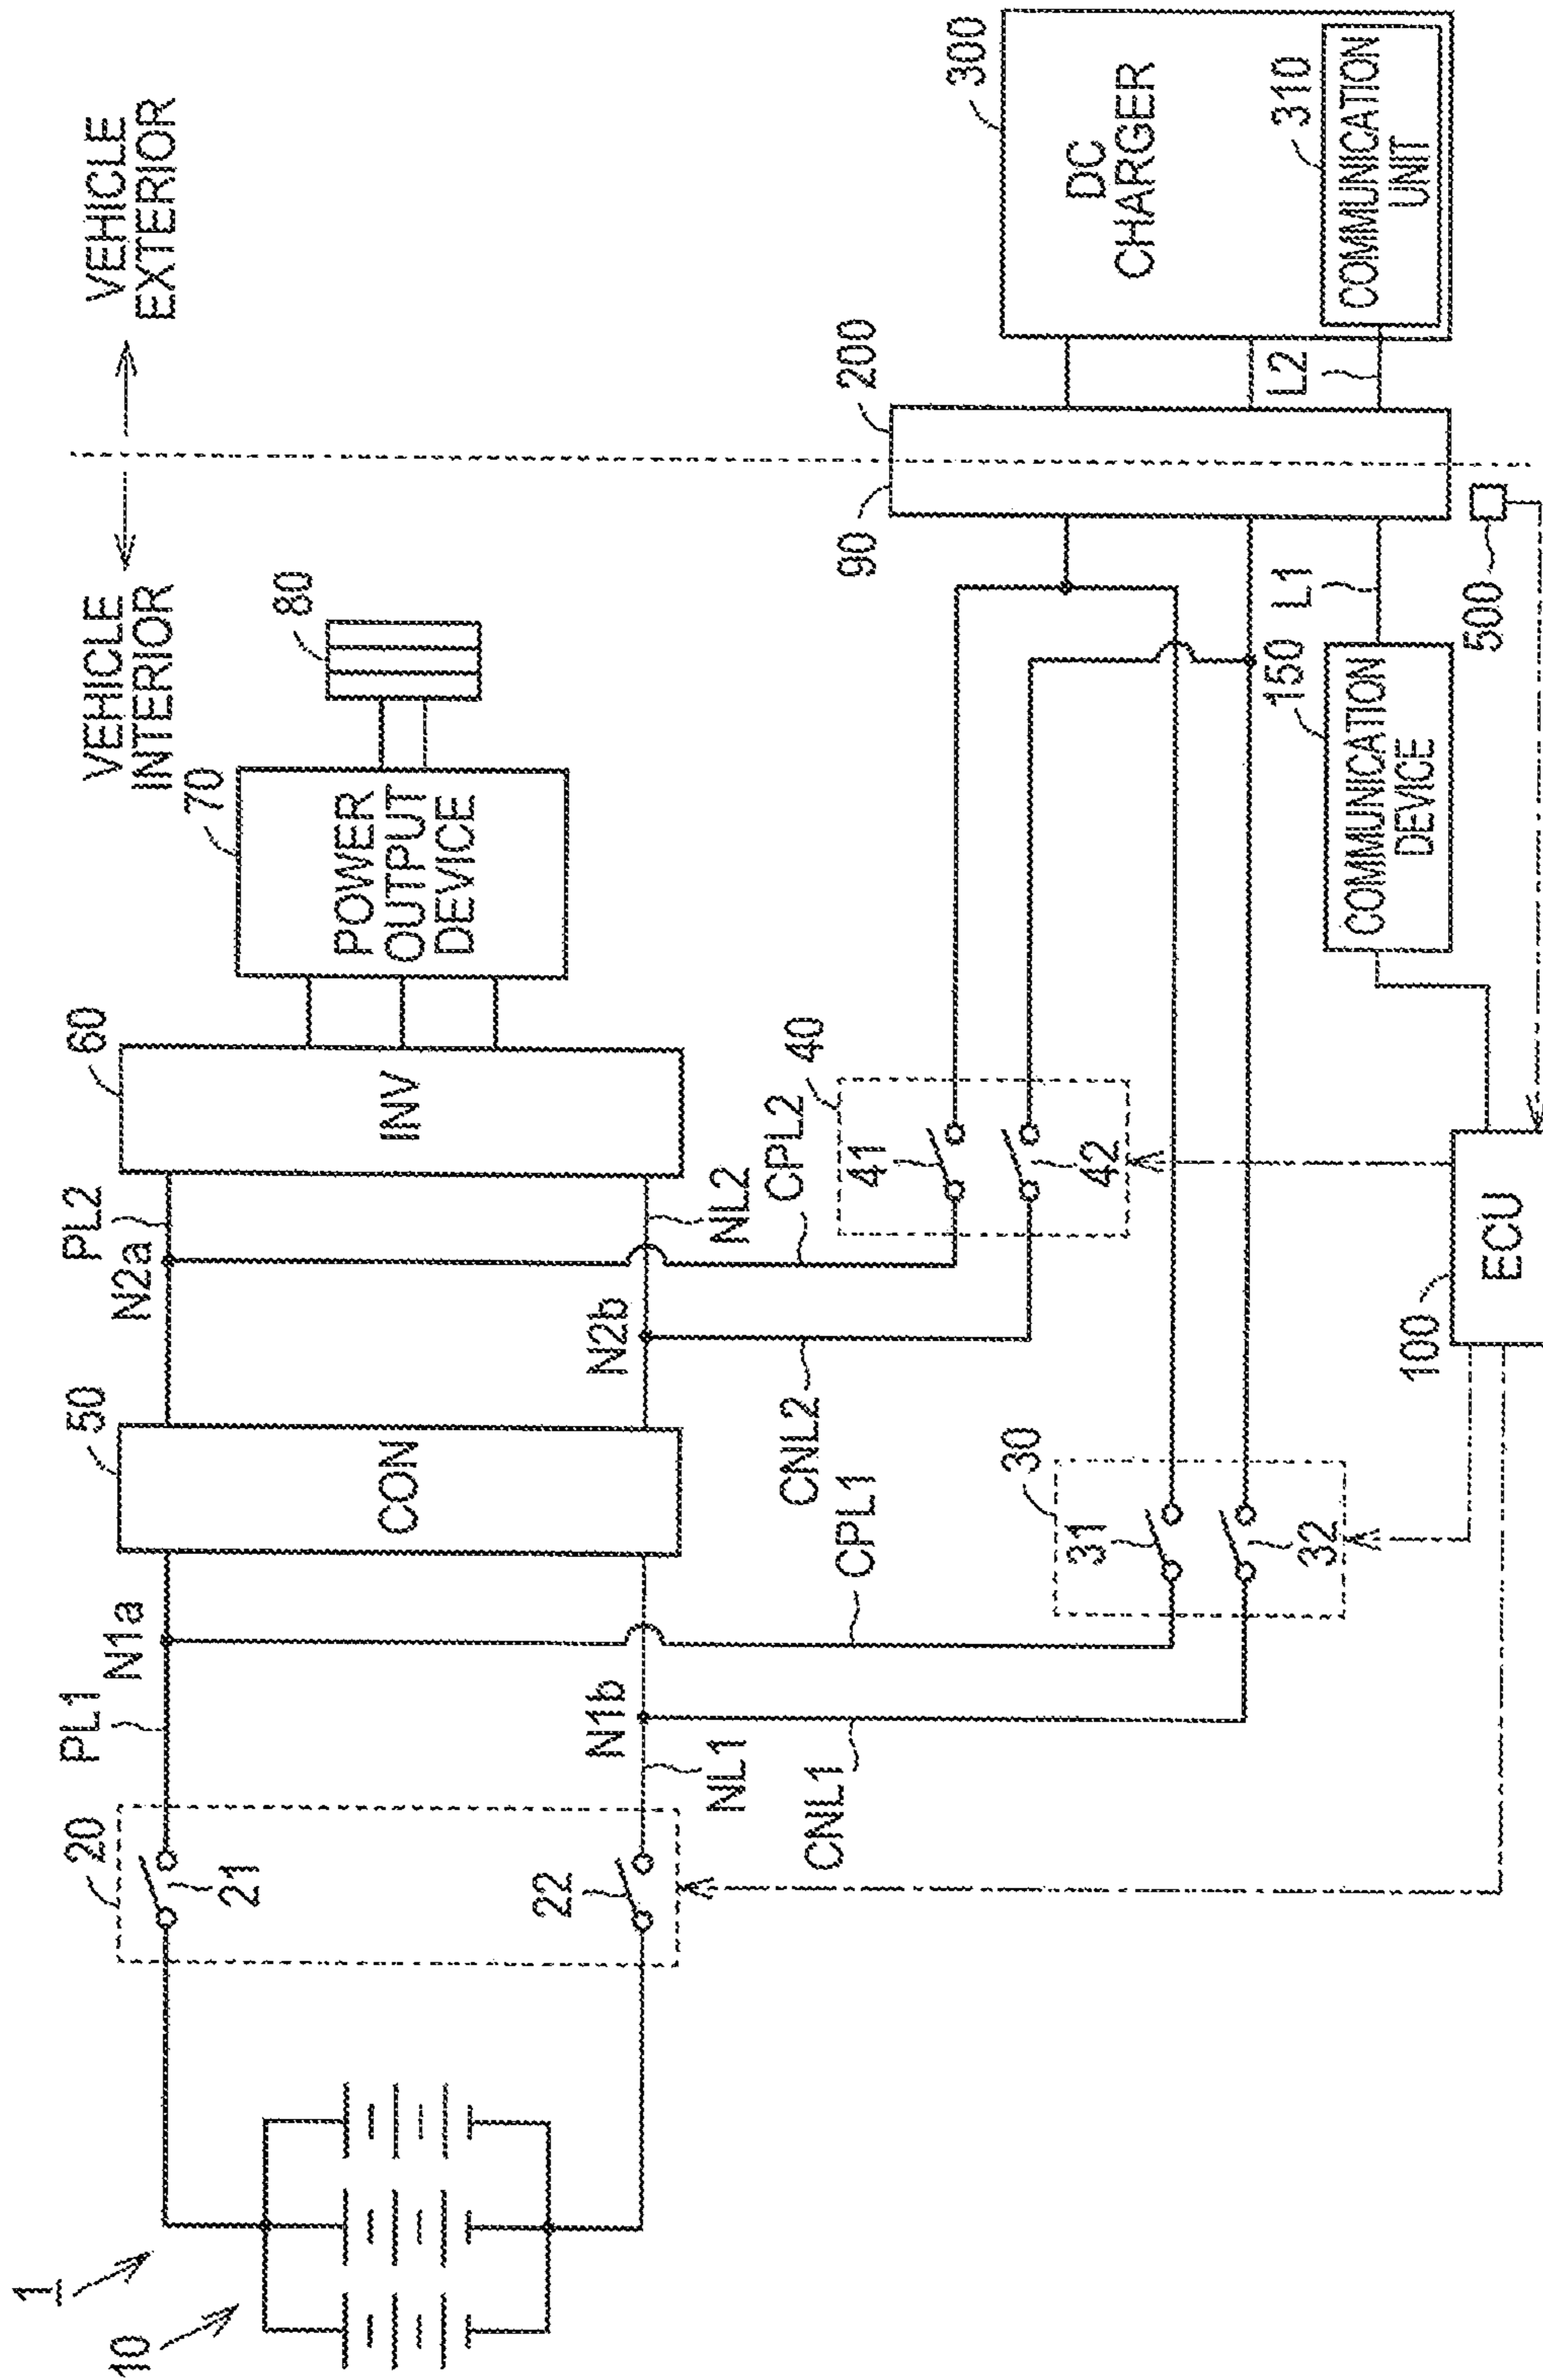 1
10
20
21
22
PL1
N1a
N1b
NL1
50
CON
PL2
N2a
N2b
NL2
60
INV
70
POWER
OUTPUT
DEVICE
80
VEHICLE
INTERIOR
VEHICLE
EXTERIOR
CNL1
CPL1
CNL2
CPL2
30
31
32
40
41
42
90
200
300
DC
CHARGER
310
COMMUNICATION
UNIT
L2
L1
150
COMMUNICATION
DEVICE
500
100
ECU